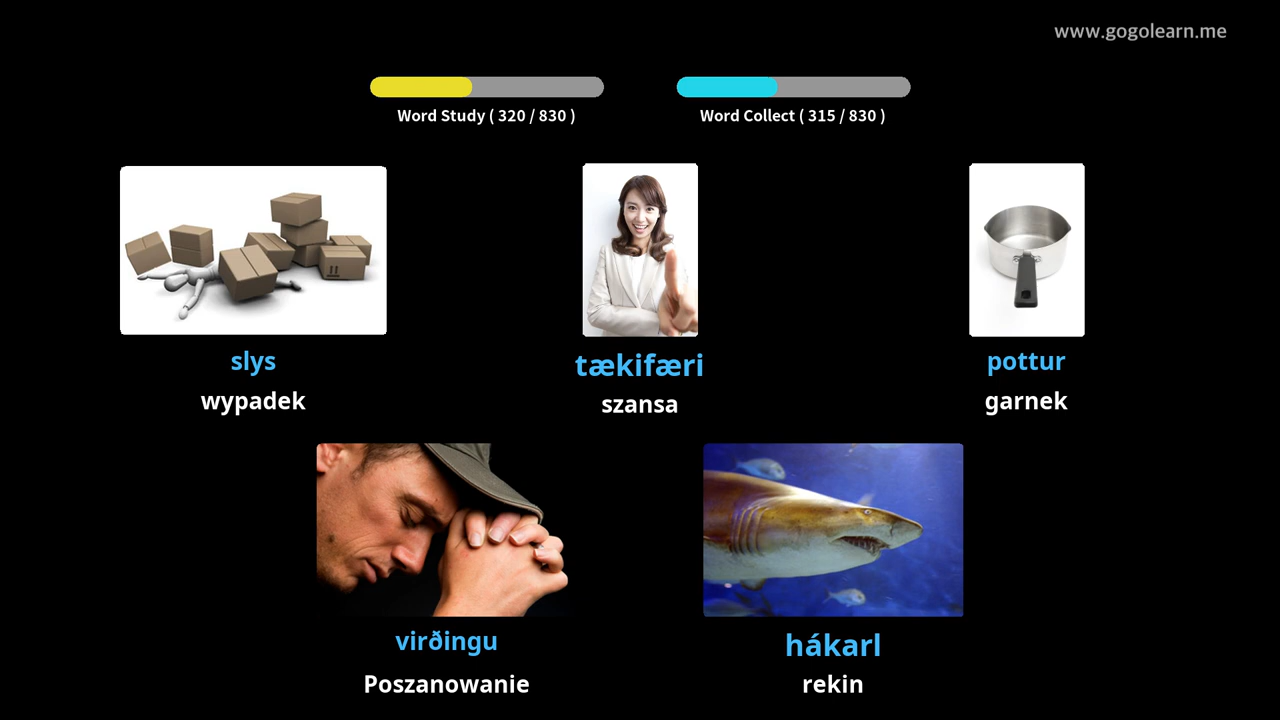 www.gogolearn.me
Word Study ( 320 / 830 )
Word Collect ( 315 / 830 )
slys
wypadek
tækifæri
szansa
pottur
garnek
virðingu
Poszanowanie
hákarl
rekin